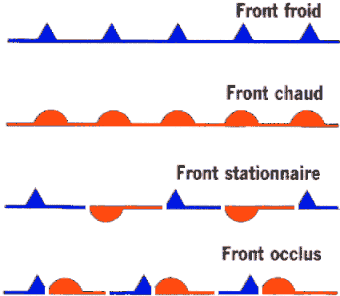 Front froid
Front chaud
Front stationnaire
Front occlus